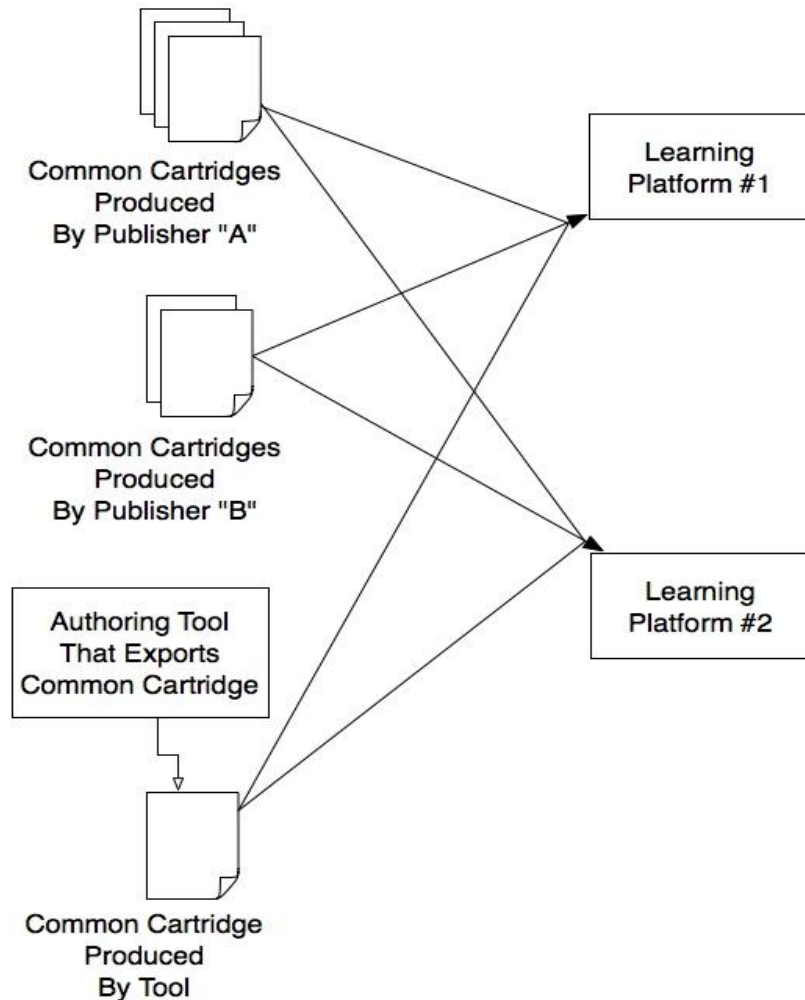 Common Cartridges
Produced
By Publisher "A"
Learning
Platform #1
Common Cartridges
Produced
By Publisher "B"
Authoring Tool
That Exports
Common Cartridge
Learning
Platform #2
Common Cartridge
Produced
By Tool